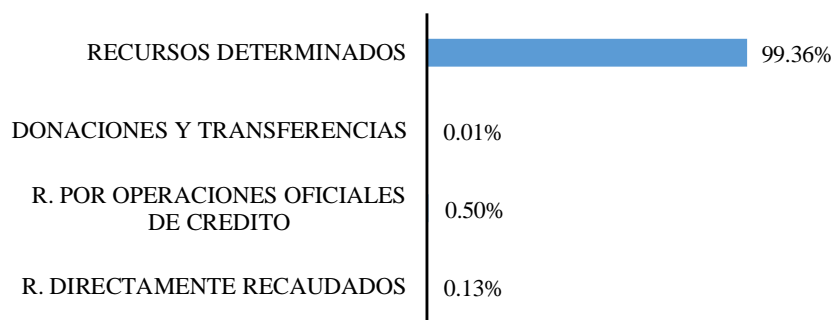 RECURSOS DETERMINADOS
99.36%
DONACIONES Y TRANSFERENCIAS
0.01%
R. POR OPERACIONES OFICIALES
DE CREDITO
0.50%
R. DIRECTAMENTE RECAUDADOS
0.13%